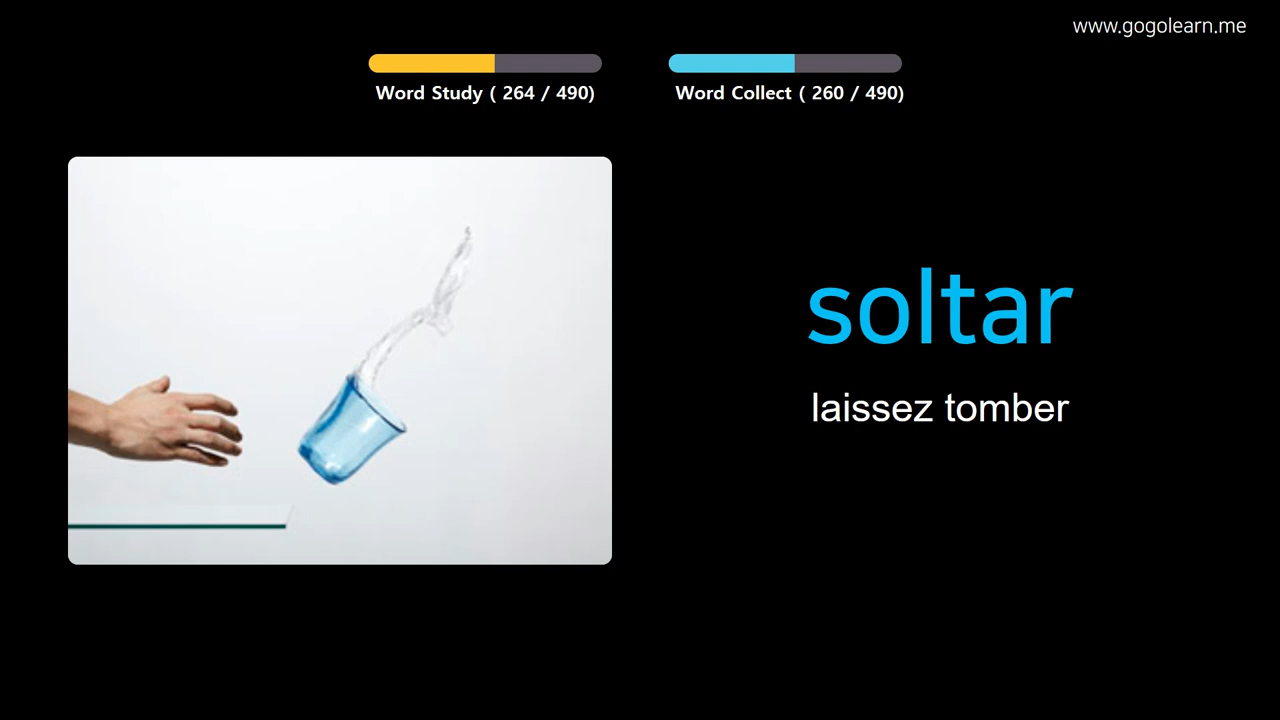 www.gogolearn.me
Word Study ( 264 / 490)
Word Collect ( 260 / 490)
soltar
laissez tomber